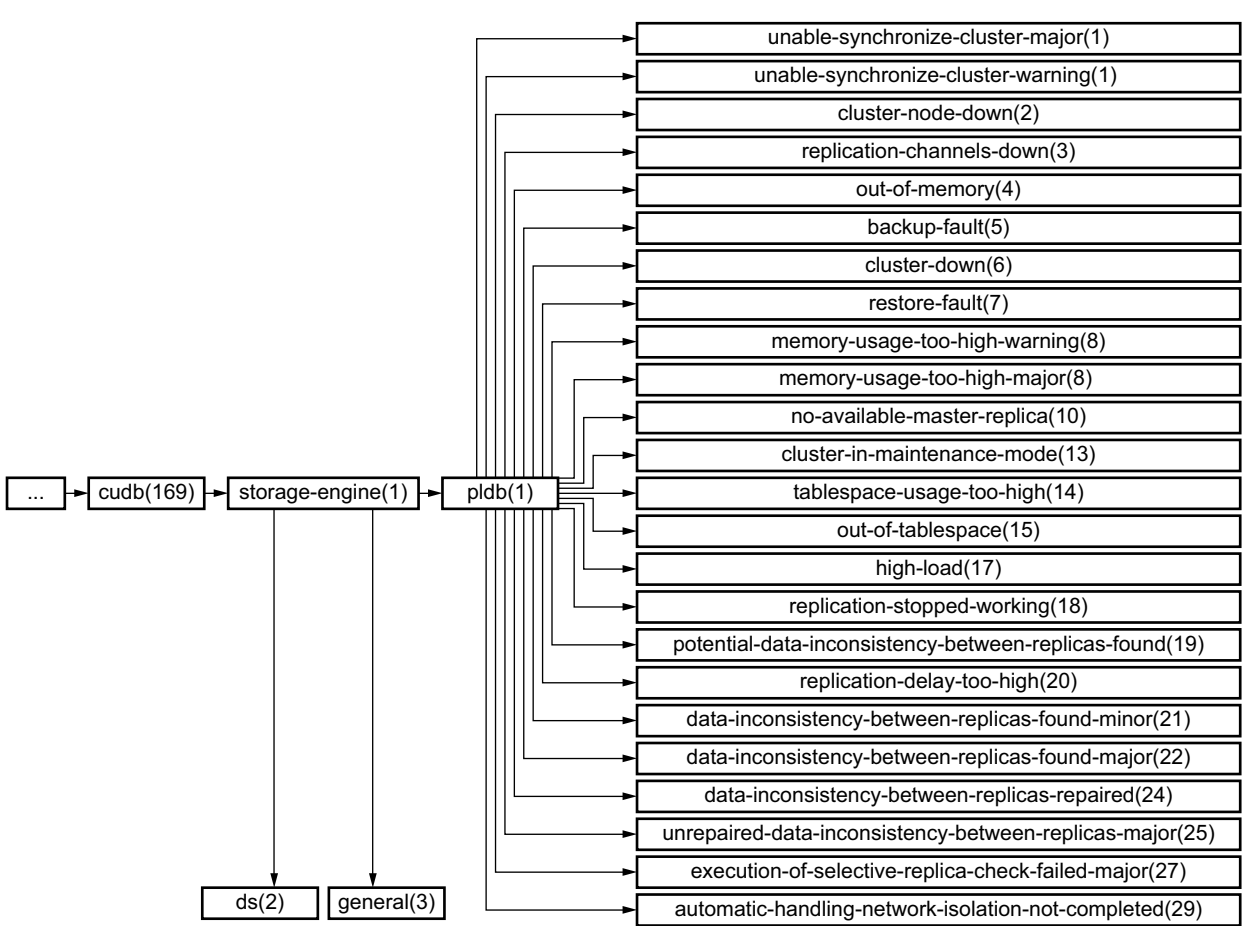 unable-synchronize-cluster-major(1)
unable-synchronize-cluster-warning(1)
cluster-node-down(2)
replication-channels-down(3)
out-of-memory(4)
backup-fault(5)
cluster-down(6)
restore-fault(7)
memory-usage-too-high-warning(8)
memory-usage-too-high-major(8)
no-available-master-replica(10)
cluster-in-maintenance-mode(13)
... cudb(169) storage-engine(1) pldb(1) tablespace-usage-too-high(14)
out-of-tablespace(15)
high-load(17)
replication-stopped-working(18)
potential-data-inconsistency-between-replicas-found(19)
replication-delay-too-high(20)
data-inconsistency-between-replicas-found-minor(21)
data-inconsistency-between-replicas-found-major(22)
data-inconsistency-between-replicas-repaired(24)
unrepaired-data-inconsistency-between-replicas-major(25)
execution-of-selective-replica-check-failed-major(27)
ds(2) general(3) automatic-handling-network-isolation-not-completed(29)